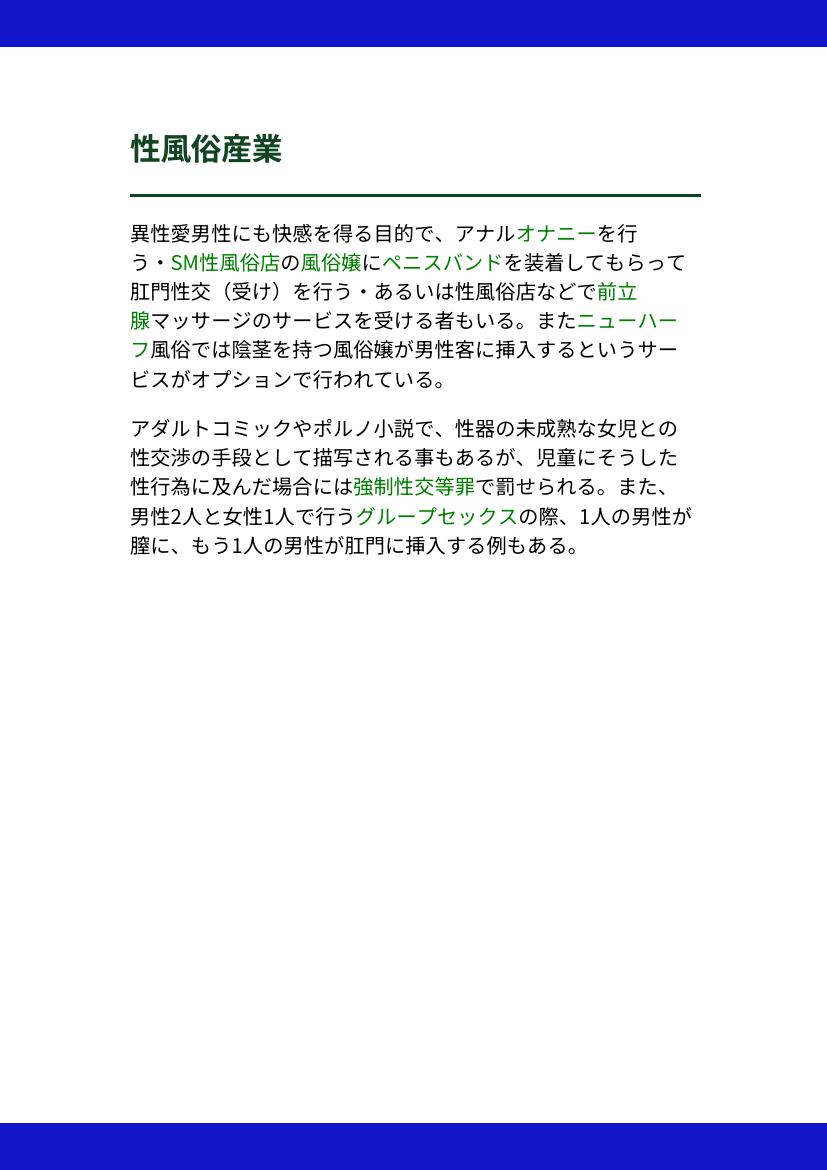 性風俗産業
異性愛男性にも快感を得る目的で、アナルオナニーを行
う・SM性風俗店の風俗嬢にペニスバンドを装着してもらって
肛門性交（受け）を行う・あるいは性風俗店などで前立
腺マッサージのサービスを受ける者もいる。またニューハー
フ風俗では陰茎を持つ風俗嬢が男性客に挿入するというサー
ビスがオプションで行われている。
アダルトコミックやポルノ小説で、性器の未成熟な女児との
性交渉の手段として描写される事もあるが、児童にそうした
性行為に及んだ場合には強制性交等罪で罰せられる。また、
男性2人と女性1人で行うグループセックスの際、1人の男性が
膣に、もう1人の男性が肛門に挿入する例もある。